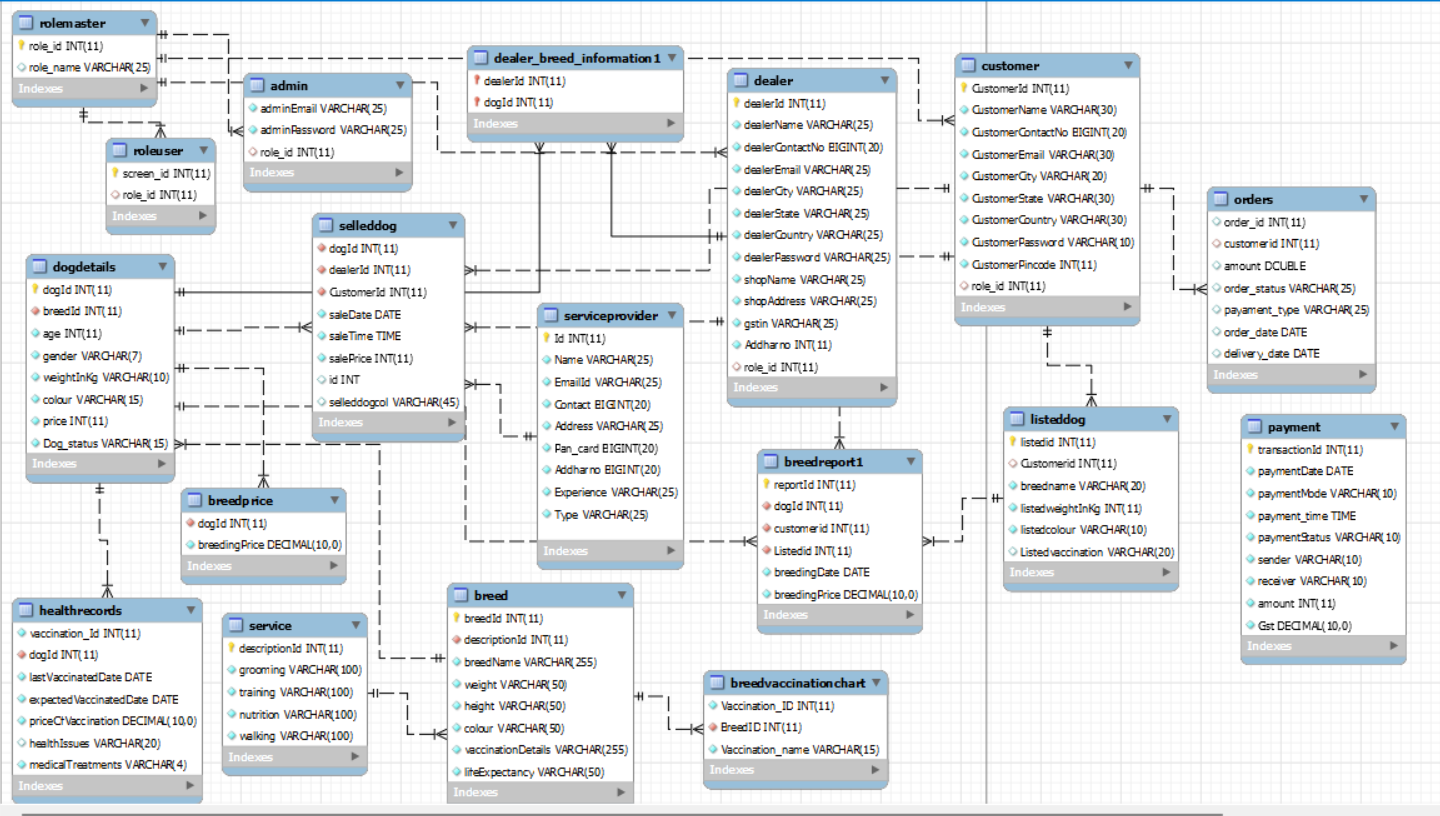 rolemaster
role_id INT(11)
role_name VARCHAR(25)
Indexes
admin
adminEmail VARCHAR(25)
adminPassword VARCHAR(25)
role_id INT(11)
Indexes
dealer_breed_information1
dealerId INT(11)
dogId INT(11)
Indexes
dealer
dealerId INT(11)
dealerName VARCHAR(25)
dealerContactNo BIGINT(20)
dealerEmail VARCHAR(25)
dealerCity VARCHAR(25)
dealerState VARCHAR(25)
dealerCountry VARCHAR(25)
dealerPassword VARCHAR(25)
shopName VARCHAR(25)
shopAddress VARCHAR(25)
gstin VARCHAR(25)
Addharno INT(11)
role_id INT(11)
Indexes
customer
CustomerId INT(11)
CustomerName VARCHAR(30)
CustomerContactNo BIGINT(20)
CustomerEmail VARCHAR(30)
CustomerCity VARCHAR(20)
CustomerState VARCHAR(30)
CustomerCountry VARCHAR(30)
CustomerPassword VARCHAR(10)
CustomerPincode INT(11)
role_id INT(11)
Indexes
roleuser
screen_id INT(11)
role_id INT(11)
Indexes
orders
order_id INT(11)
customerid INT(11)
amount DOUBLE
order_status VARCHAR(25)
payament_type VARCHAR(25)
order_date DATE
delivery_date DATE
Indexes
selleddog
dogId INT(11)
dealerId INT(11)
CustomerId INT(11)
saleDate DATE
saleTime TIME
salePrice INT(11)
id INT
selleddogcol VARCHAR(45)
Indexes
dogdetails
dogId INT(11)
breedId INT(11)
age INT(11)
gender VARCHAR(7)
weightInKg VARCHAR(10)
colour VARCHAR(15)
price INT(11)
Dog_status VARCHAR(15)
Indexes
serviceprovider
Id INT(11)
Name VARCHAR(25)
EmailId VARCHAR(25)
Contact BIGINT(20)
Address VARCHAR(25)
Pan_card BIGINT(20)
Addharno BIGINT(20)
Experience VARCHAR(25)
Type VARCHAR(25)
Indexes
listeddog
listedid INT(11)
Customerid INT(11)
breedname VARCHAR(20)
listedweightInKg INT(11)
listedcolour VARCHAR(10)
Listedvaccination VARCHAR(20)
Indexes
payment
transactionId INT(11)
paymentDate DATE
paymentMode VARCHAR(10)
payment_time TIME
paymentStatus VARCHAR(10)
sender VARCHAR(10)
receiver VARCHAR(10)
amount INT(11)
Gst DECIMAL(10,0)
Indexes
breedreport1
reportId INT(11)
dogId INT(11)
customerid INT(11)
Listedid INT(11)
breedingDate DATE
breedingPrice DECIMAL(10,0)
Indexes
breedprice
dogId INT(11)
breedingPrice DECIMAL(10,0)
Indexes
healthrecords
vaccination_Id INT(11)
dogId INT(11)
lastVaccinatedDate DATE
expectedVaccinatedDate DATE
priceOfVaccination DECIMAL(10,0)
healthIssues VARCHAR(20)
medicalTreatments VARCHAR(4)
Indexes
service
descriptionId INT(11)
grooming VARCHAR(100)
training VARCHAR(100)
nutrition VARCHAR(100)
walking VARCHAR(100)
Indexes
breed
breedId INT(11)
descriptionId INT(11)
breedName VARCHAR(255)
weight VARCHAR(50)
height VARCHAR(50)
colour VARCHAR(50)
vaccinationDetails VARCHAR(255)
lifeExpectancy VARCHAR(50)
Indexes
breedvaccinationchart
Vaccination_ID INT(11)
BreedID INT(11)
Vaccination_name VARCHAR(15)
Indexes